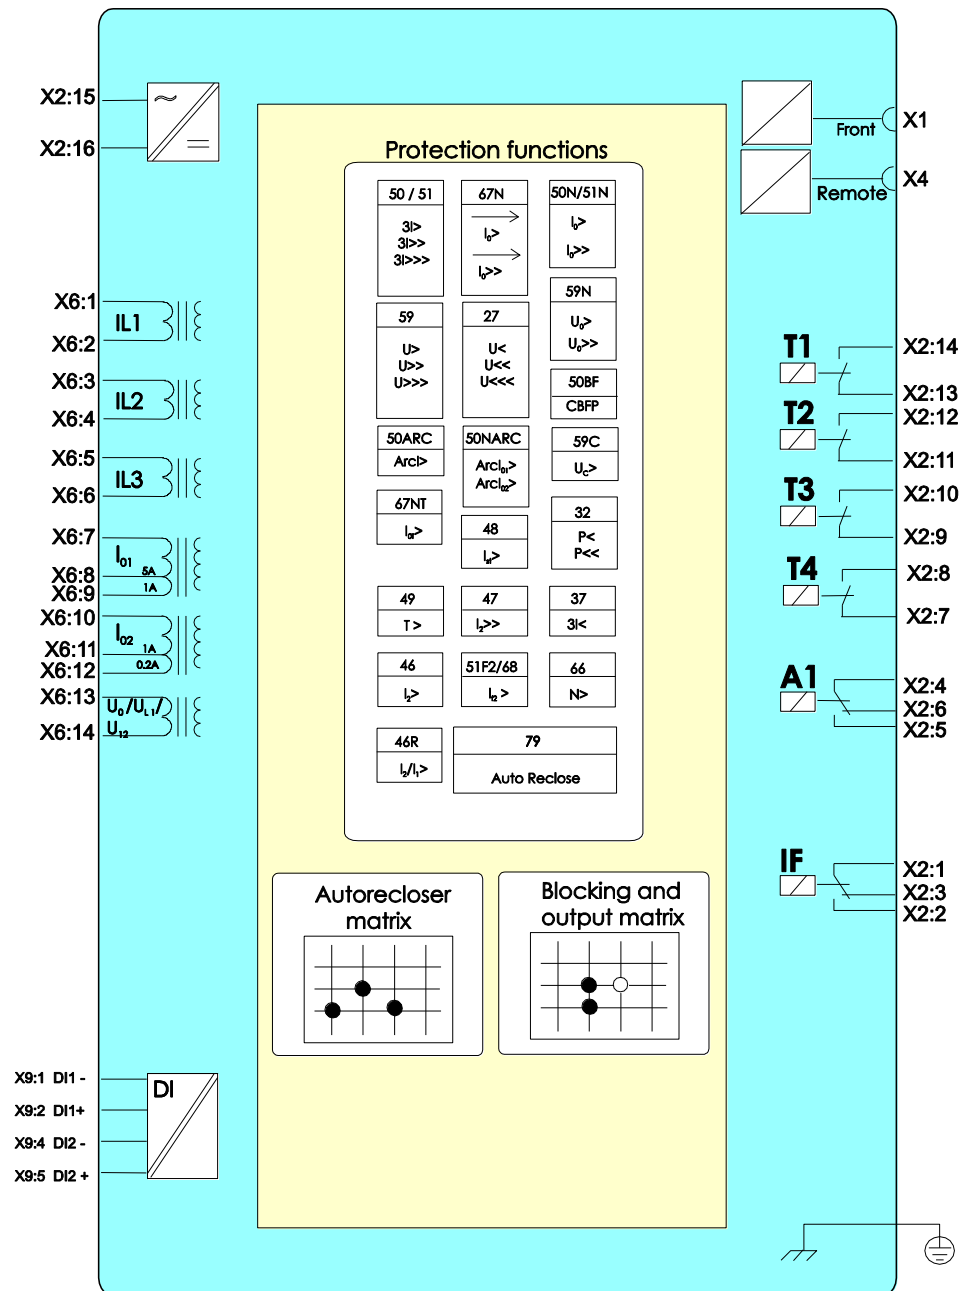 X2:15
X2:16
Front
X1
Remote
X4
Protection functions
50 / 51
3I>
3I>>
3I>>>
67N
I₀>
I₀>>
50N/51N
I₀>
I₀>>
59
U>
U>>
U>>>
27
U<
U<<
U<<<
59N
U₀>
U₀>>
50BF
CBFP
50ARC
ArcI>
50NARC
ArcI₀₁>
ArcI₀₂>
59C
U_C>
67NT
48
32
P<
P<<
49
T >
47
I₂>>
37
3I<
46
I₂>
51F2/68
I_f2 >
66
N>
46R
I₂/I₁>
79
Auto Reclose
X6:1
IL1
X6:2
X6:3
IL2
X6:4
X6:5
IL3
X6:6
X6:7
I₀₁
5A
X6:8
1A
X6:9
X6:10
I₀₂
1A
X6:11
0.2A
X6:12
X6:13
U₀/U_L1/
U₁₂
X6:14
T1
X2:14
X2:13
T2
X2:12
X2:11
T3
X2:10
X2:9
T4
X2:8
X2:7
A1
X2:4
X2:6
X2:5
IF
X2:1
X2:3
X2:2
Autorecloser
matrix
Blocking and
output matrix
X9:1 DI1 -
X9:2 DI1+
X9:4 DI2 -
X9:5 DI2 +
DI